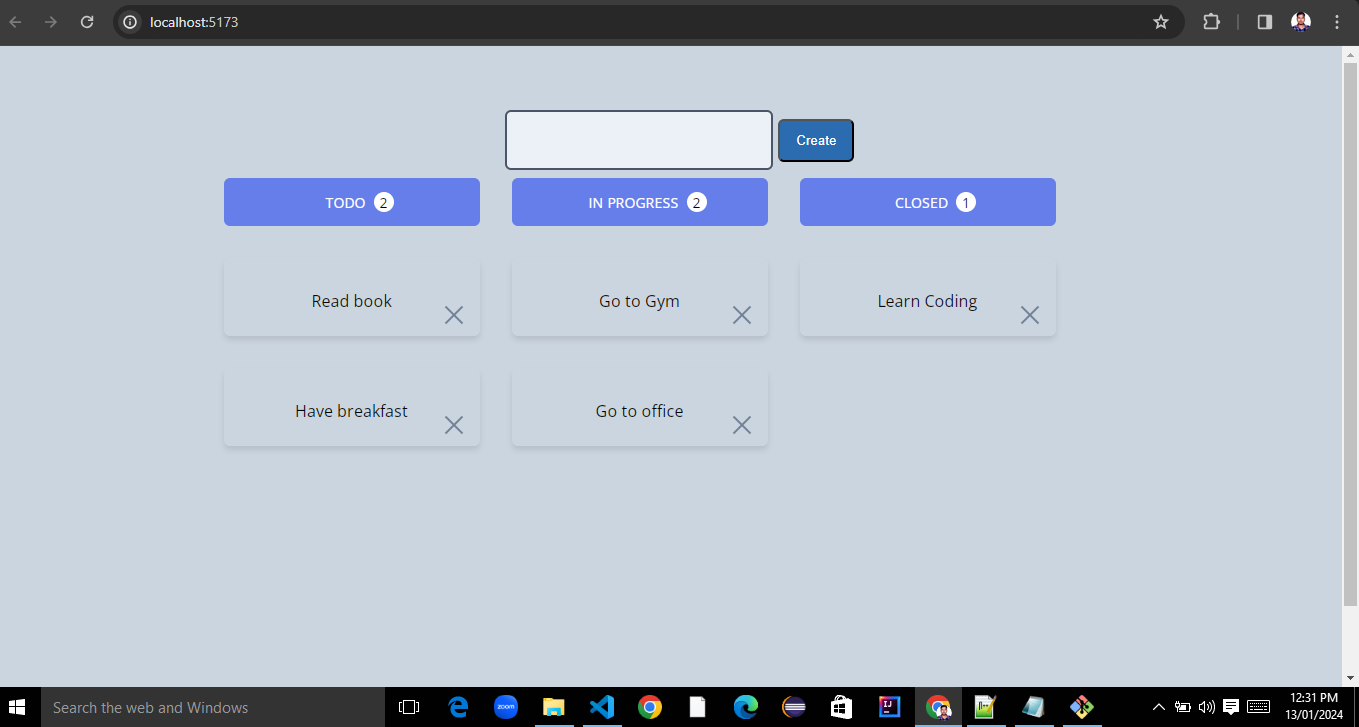 localhost:5173
Create
TODO 2
IN PROGRESS 2
CLOSED 1
Read book
Go to Gym
Learn Coding
Have breakfast
Go to office
Search the web and Windows
zoom
12:31 PM
13/01/2024